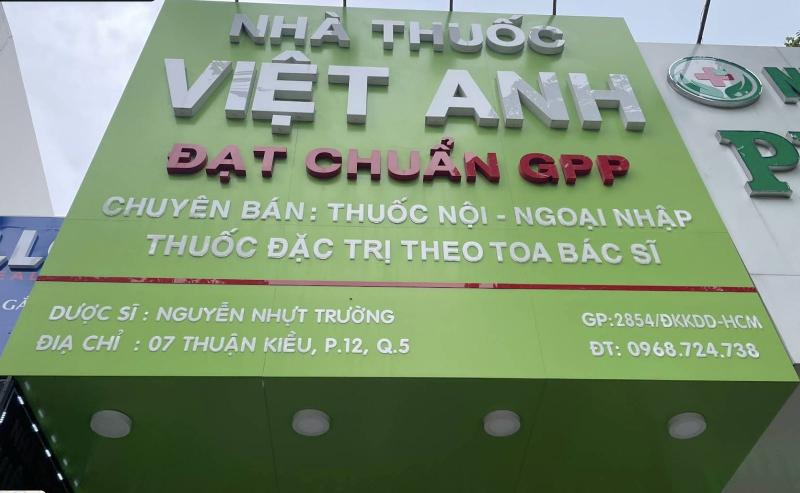 NHÀ THUỐC
VIỆT ANH
ĐẠT CHUẨN GPP
CHUYÊN BÁN: THUỐC NỘI - NGOẠI NHẬP
THUỐC ĐẶC TRỊ THEO TOA BÁC SĨ
DƯỢC SĨ : NGUYỄN NHỰT TRƯỜNG
ĐỊA CHỈ : 07 THUẬN KIỀU, P.12, Q.5
GP:2854/ĐKKDD-HCM
ĐT: 0968.724.738